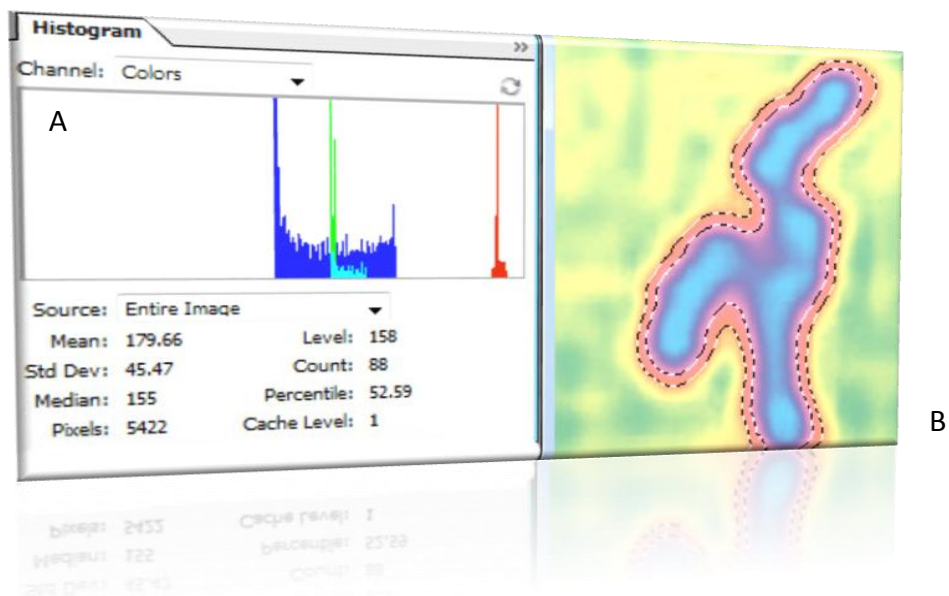 Histogram
Channel: Colors
A
Source: Entire Image
Mean: 179.66 Level: 158
Std Dev: 45.47 Count: 88
Median: 155 Percentile: 52.59
Pixels: 5422 Cache Level: 1
B